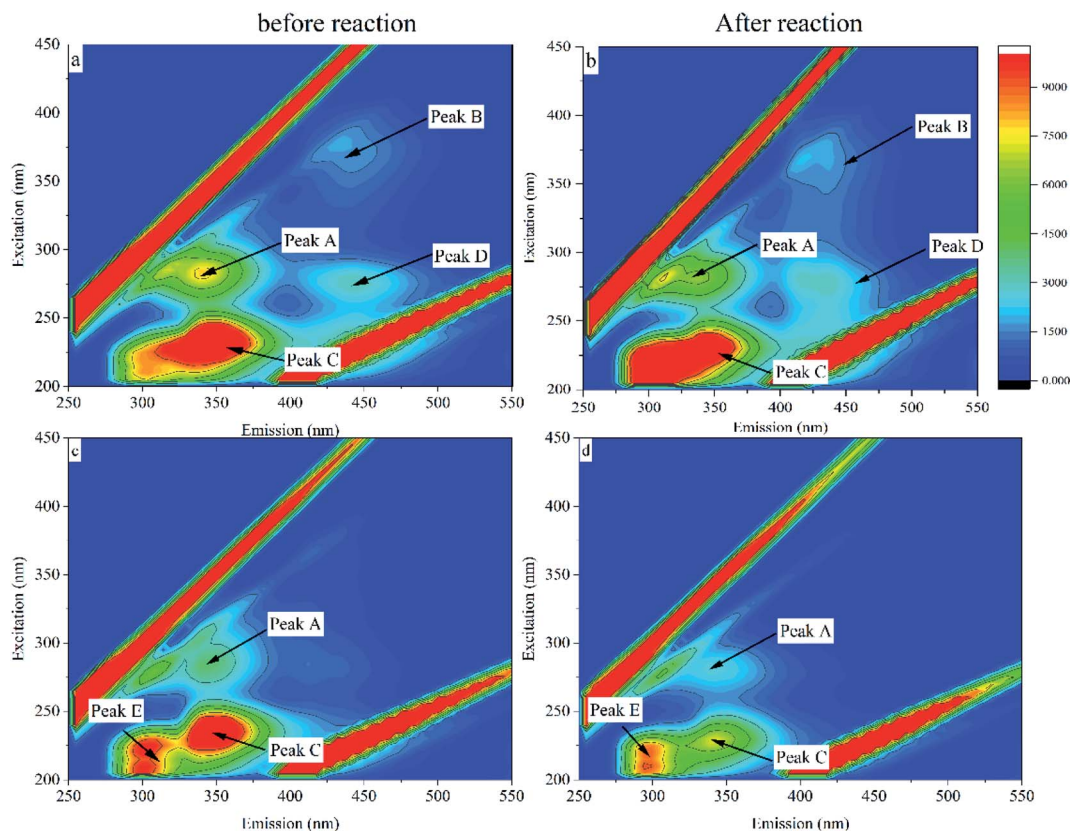 before reaction
After reaction
a
450
400
350
300
250
200
Excitation (nm)
Peak B
Peak A
Peak D
Peak C
250
300
350
400
450
500
550
Emission (nm)
b
450
400
350
300
250
200
Excitation (nm)
Peak B
Peak A
Peak D
Peak C
250
300
350
400
450
500
550
Emission (nm)
9000
7500
6000
4500
3000
1500
0.000
c
450
400
350
300
250
200
Excitation (nm)
Peak A
Peak E
Peak C
250
300
350
400
450
500
550
Emission (nm)
d
450
400
350
300
250
200
Excitation (nm)
Peak A
Peak E
Peak C
250
300
350
400
450
500
550
Emission (nm)